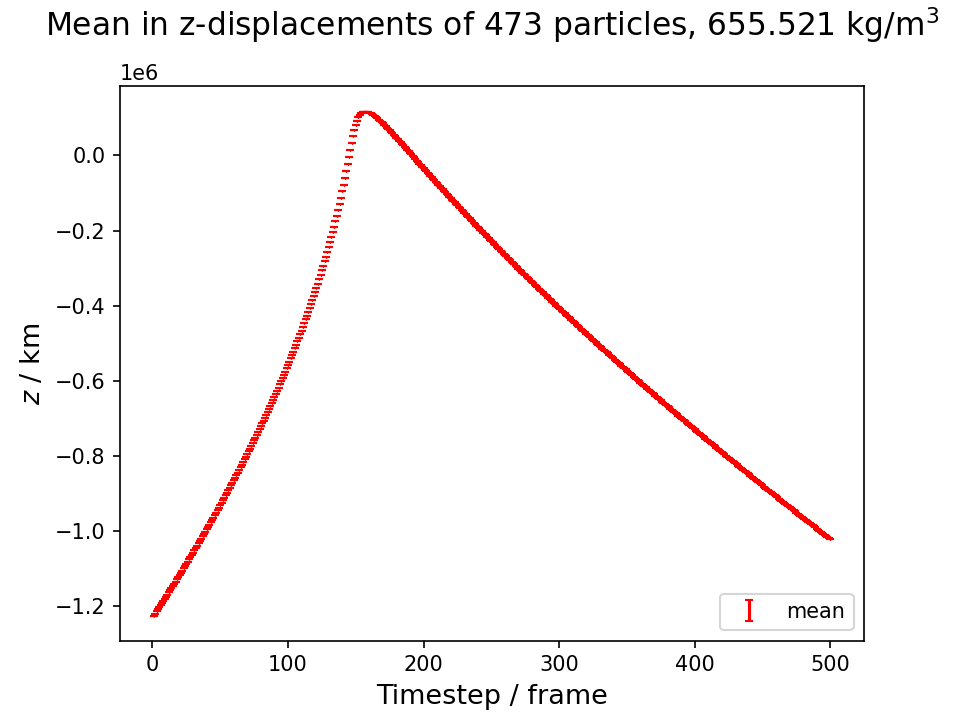 Mean in z-displacements of 473 particles, 655.521 kg/m³
1e6
0.0
−0.2
−0.4
−0.6
−0.8
−1.0
−1.2
z / km
mean
0 100 200 300 400 500
Timestep / frame